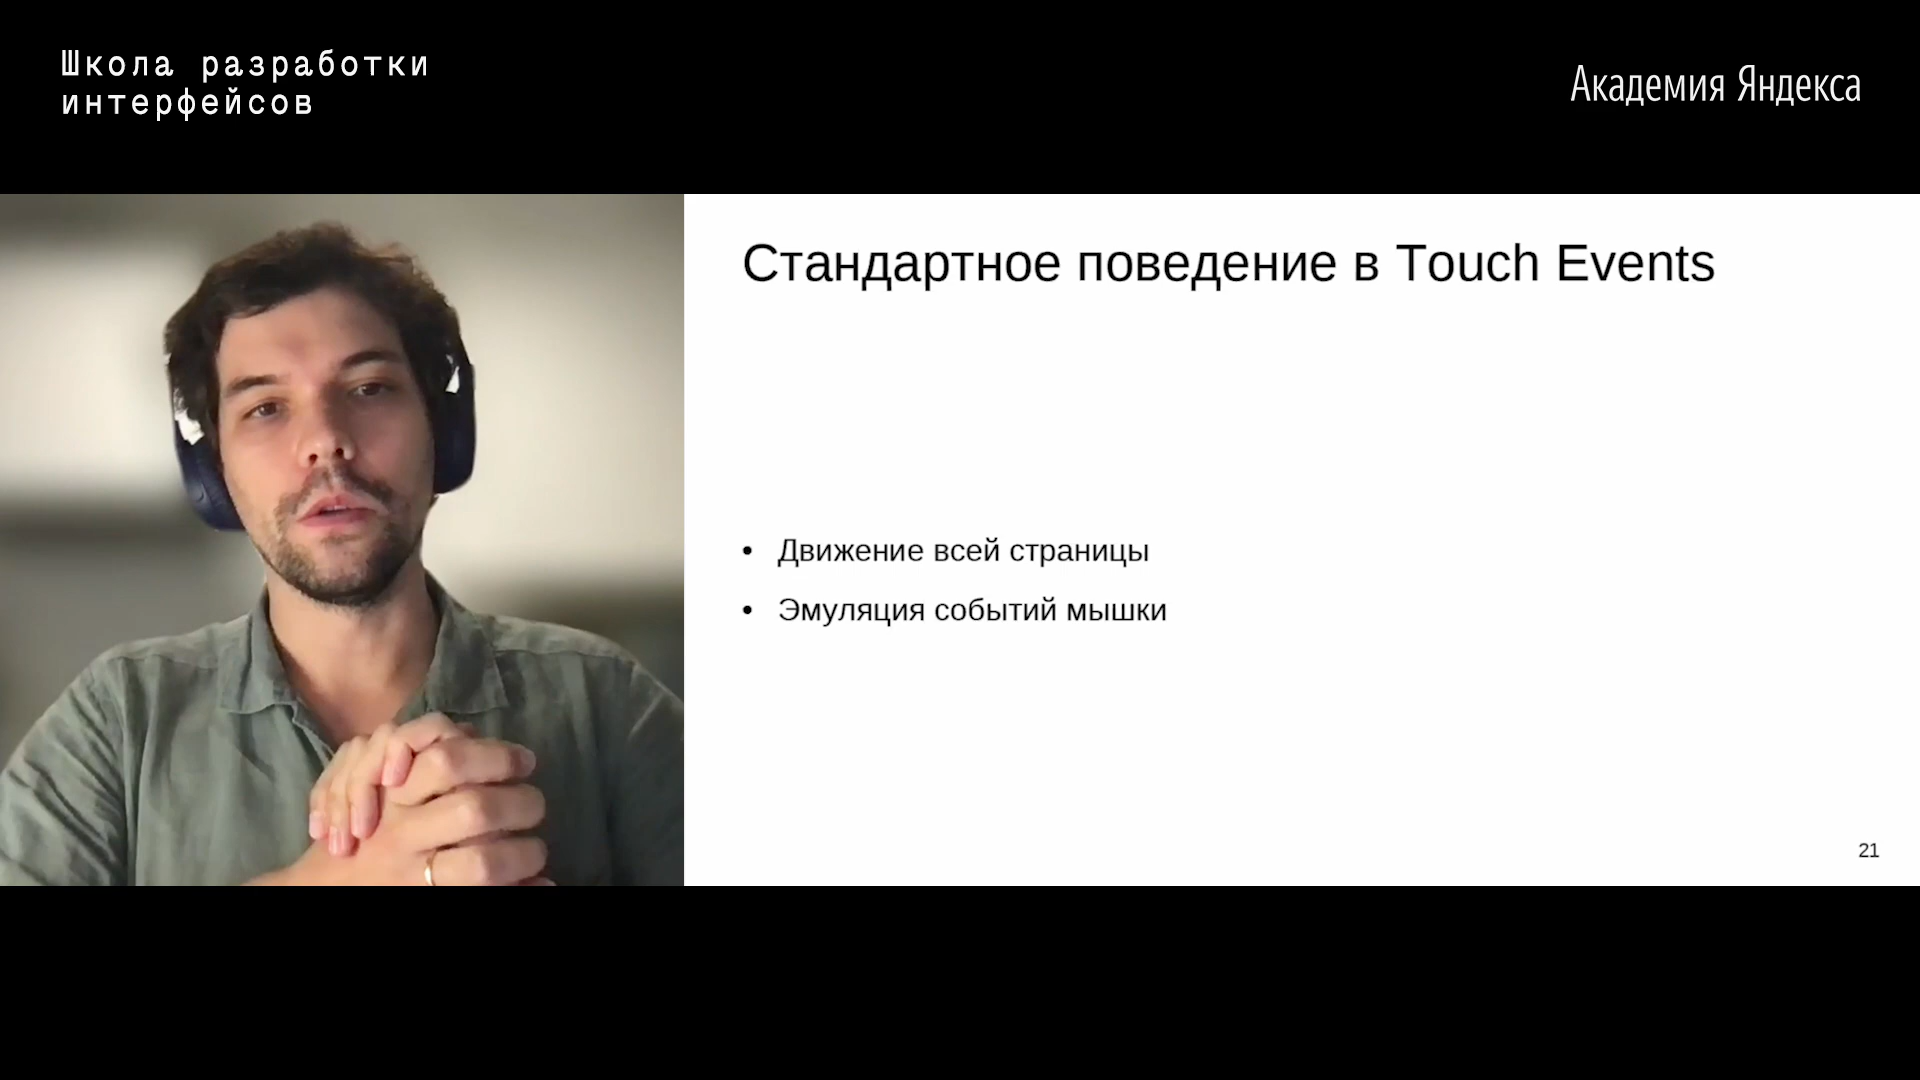 Школа разработки
интерфейсов
Академия Яндекса
Стандартное поведение в Touch Events
• Движение всей страницы
• Эмуляция событий мышки
21